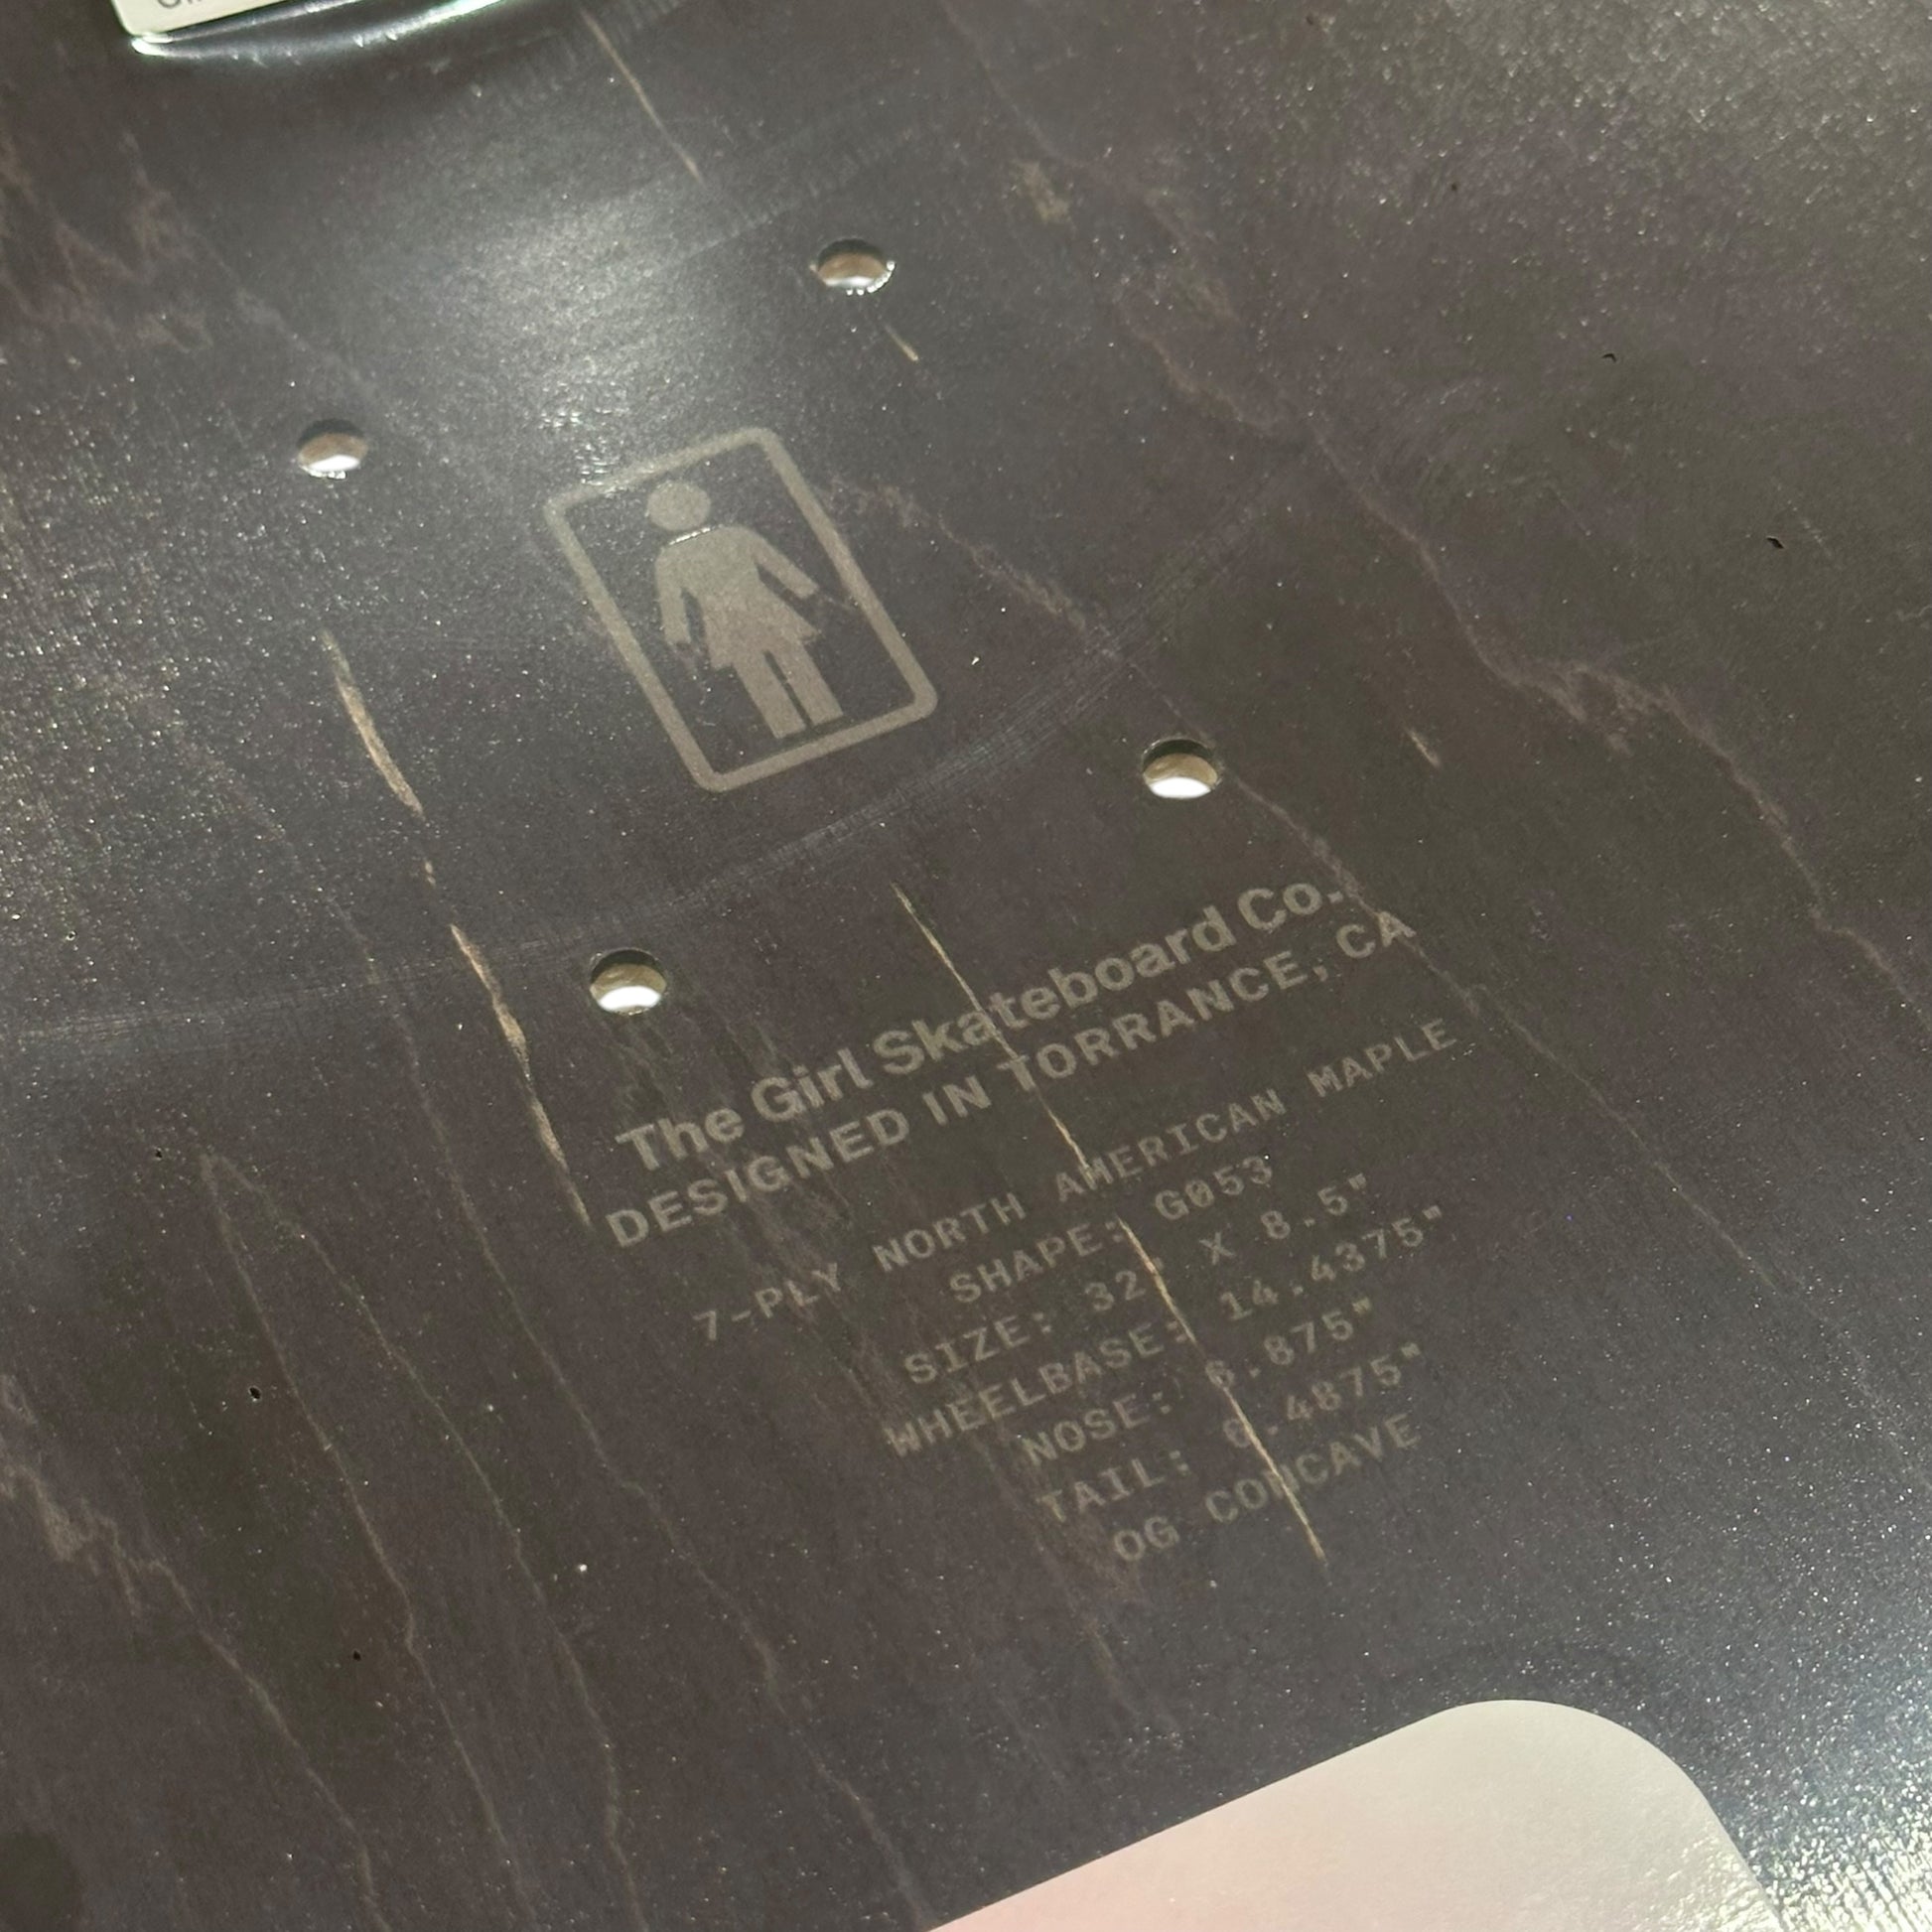 The Girl Skateboard Co.
DESIGNED IN TORRANCE, CA
7-PLY NORTH AMERICAN MAPLE
SHAPE: G053
SIZE: 32" X 8.5"
WHEELBASE: 14.4375"
NOSE: 6.875"
TAIL: 6.4875"
OG CONCAVE